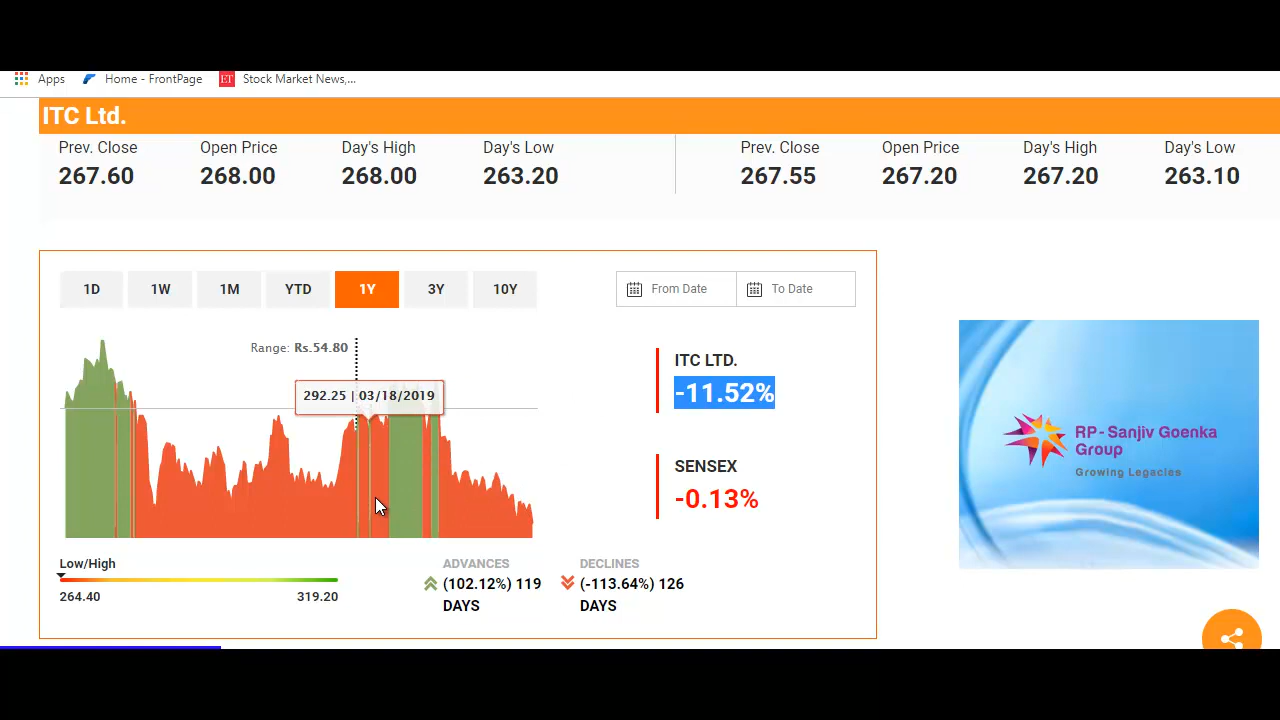 Apps Home - FrontPage ET Stock Market News,...
ITC Ltd.
Prev. Close Open Price Day's High Day's Low Prev. Close Open Price Day's High Day's Low
267.60 268.00 268.00 263.20 267.55 267.20 267.20 263.10
1D 1W 1M YTD 1Y 3Y 10Y From Date To Date
Range: Rs.54.80
292.25 | 03/18/2019
ITC LTD.
-11.52%
SENSEX
-0.13%
RP-Sanjiv Goenka
Group
Growing Legacies
Low/High
264.40 319.20
ADVANCES DECLINES
(102.12%) 119 (-113.64%) 126
DAYS DAYS